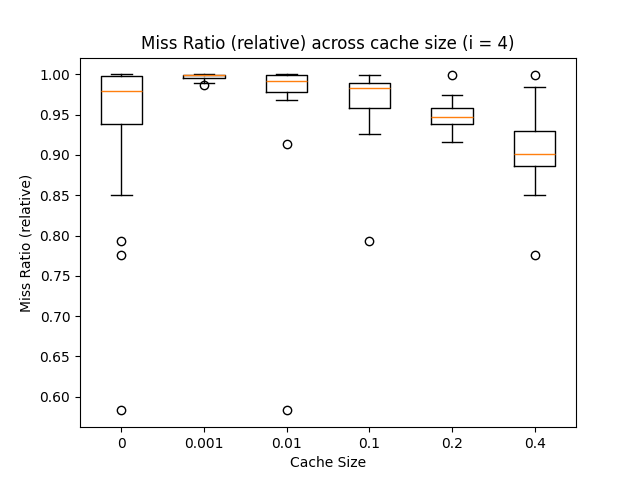 Miss Ratio (relative) across cache size (i = 4)
Miss Ratio (relative)
1.00
0.95
0.90
0.85
0.80
0.75
0.70
0.65
0.60
0 0.001 0.01 0.1 0.2 0.4
Cache Size